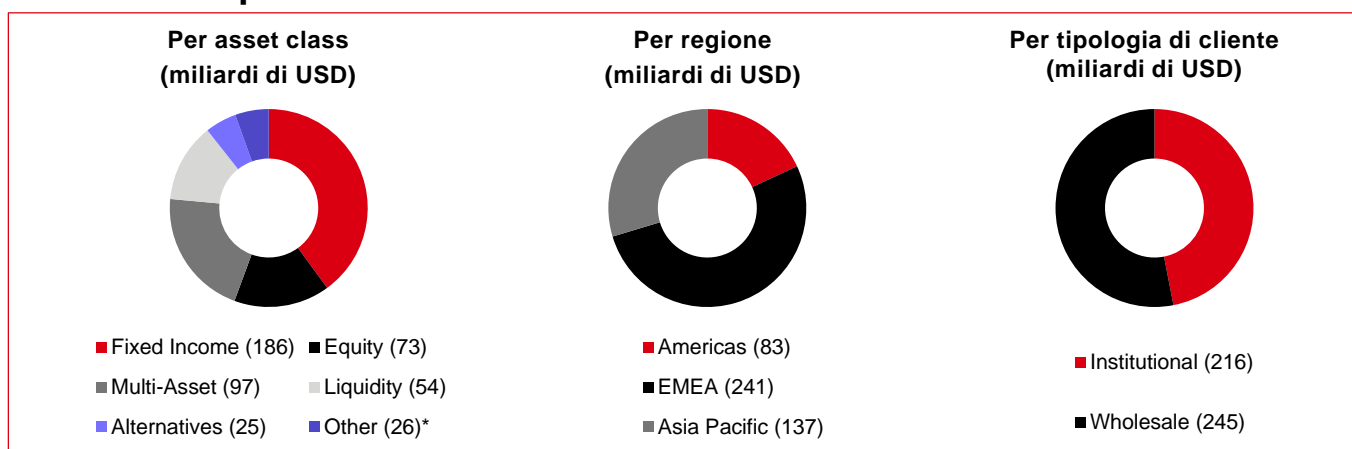 Per asset class
(miliardi di USD)
Fixed Income (186)
Equity (73)
Multi-Asset (97)
Liquidity (54)
Alternatives (25)
Other (26)*
Per regione
(miliardi di USD)
Americas (83)
EMEA (241)
Asia Pacific (137)
Per tipologia di cliente
(miliardi di USD)
Institutional (216)
Wholesale (245)